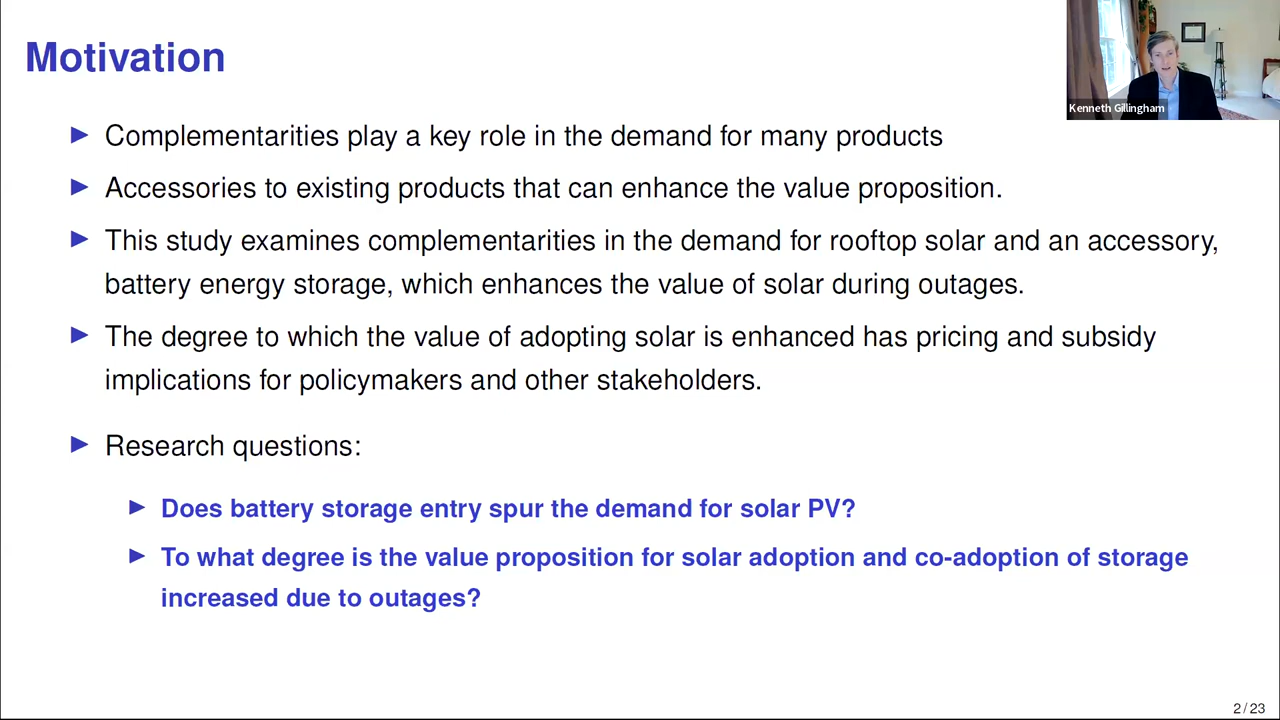 Motivation
Kenneth Gillingham
Complementarities play a key role in the demand for many products
Accessories to existing products that can enhance the value proposition.
This study examines complementarities in the demand for rooftop solar and an accessory,
battery energy storage, which enhances the value of solar during outages.
The degree to which the value of adopting solar is enhanced has pricing and subsidy
implications for policymakers and other stakeholders.
Research questions:
Does battery storage entry spur the demand for solar PV?
To what degree is the value proposition for solar adoption and co-adoption of storage
increased due to outages?
2 / 23